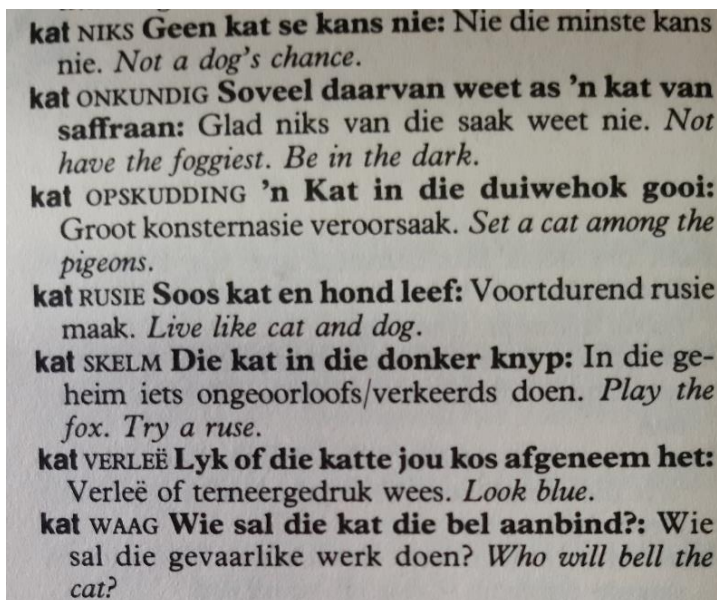 kat NIKS Geen kat se kans nie: Nie die minste kans
nie. Not a dog's chance.
kat ONKUNDIG Soveel daarvan weet as 'n kat van
saffraan: Glad niks van die saak weet nie. Not
have the foggiest. Be in the dark.
kat OPSKUDDING 'n Kat in die duiwehok gooi:
Groot konsternasie veroorsaak. Set a cat among the
pigeons.
kat RUSIE Soos kat en hond leef: Voortdurend rusie
maak. Live like cat and dog.
kat SKELM Die kat in die donker knyp: In die ge-
heim iets ongeoorloofs/verkeerds doen. Play the
fox. Try a ruse.
kat VERLEË Lyk of die katte jou kos afgeneem het:
Verleë of terneergedruk wees. Look blue.
kat WAAG Wie sal die kat die bel aanbind?: Wie
sal die gevaarlike werk doen? Who will bell the
cat?